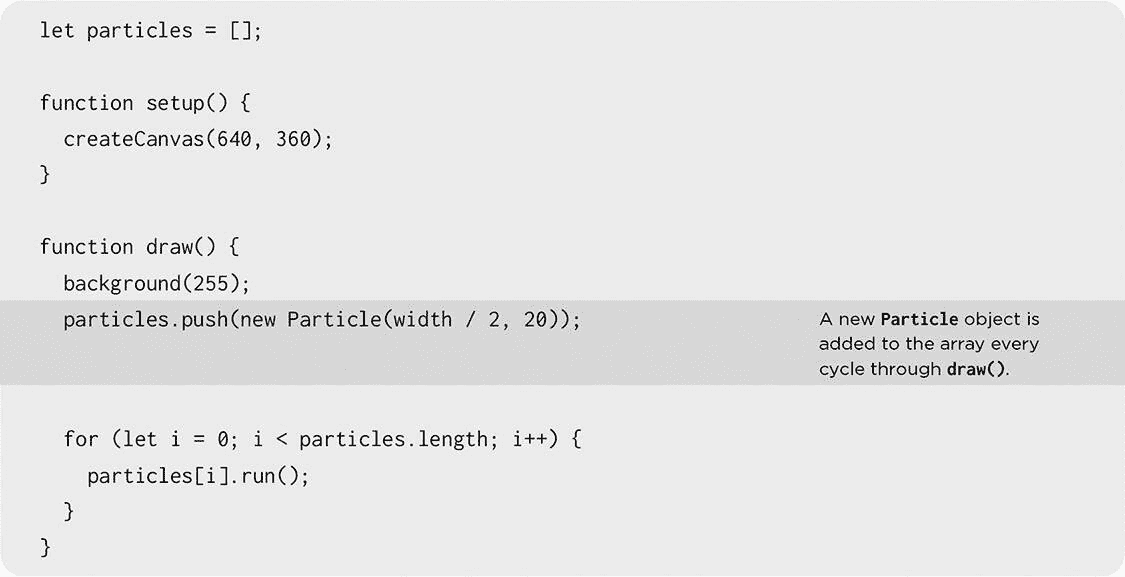 let particles = [];
function setup() {
  createCanvas(640, 360);
}
function draw() {
  background(255);
  particles.push(new Particle(width / 2, 20));
A new Particle object is
added to the array every
cycle through draw().
  for (let i = 0; i < particles.length; i++) {
    particles[i].run();
  }
}